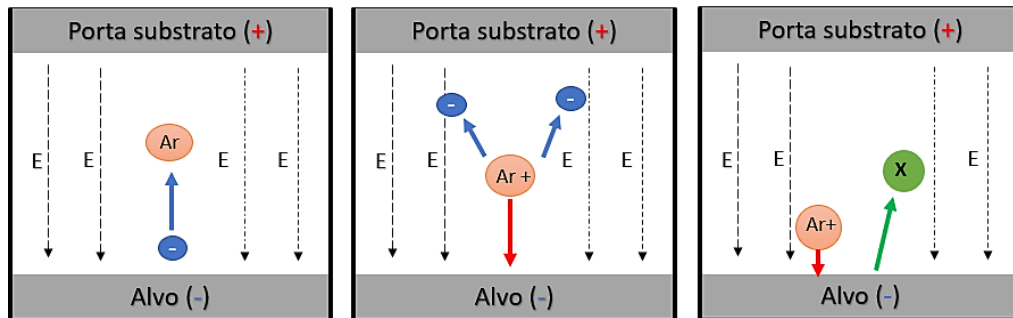 Porta substrato (+)
E
E
E
E
Ar
-
Alvo (-)
Porta substrato (+)
-
-
E
E
E
E
Ar +
Alvo (-)
Porta substrato (+)
E
E
E
X
Ar+
Alvo (-)